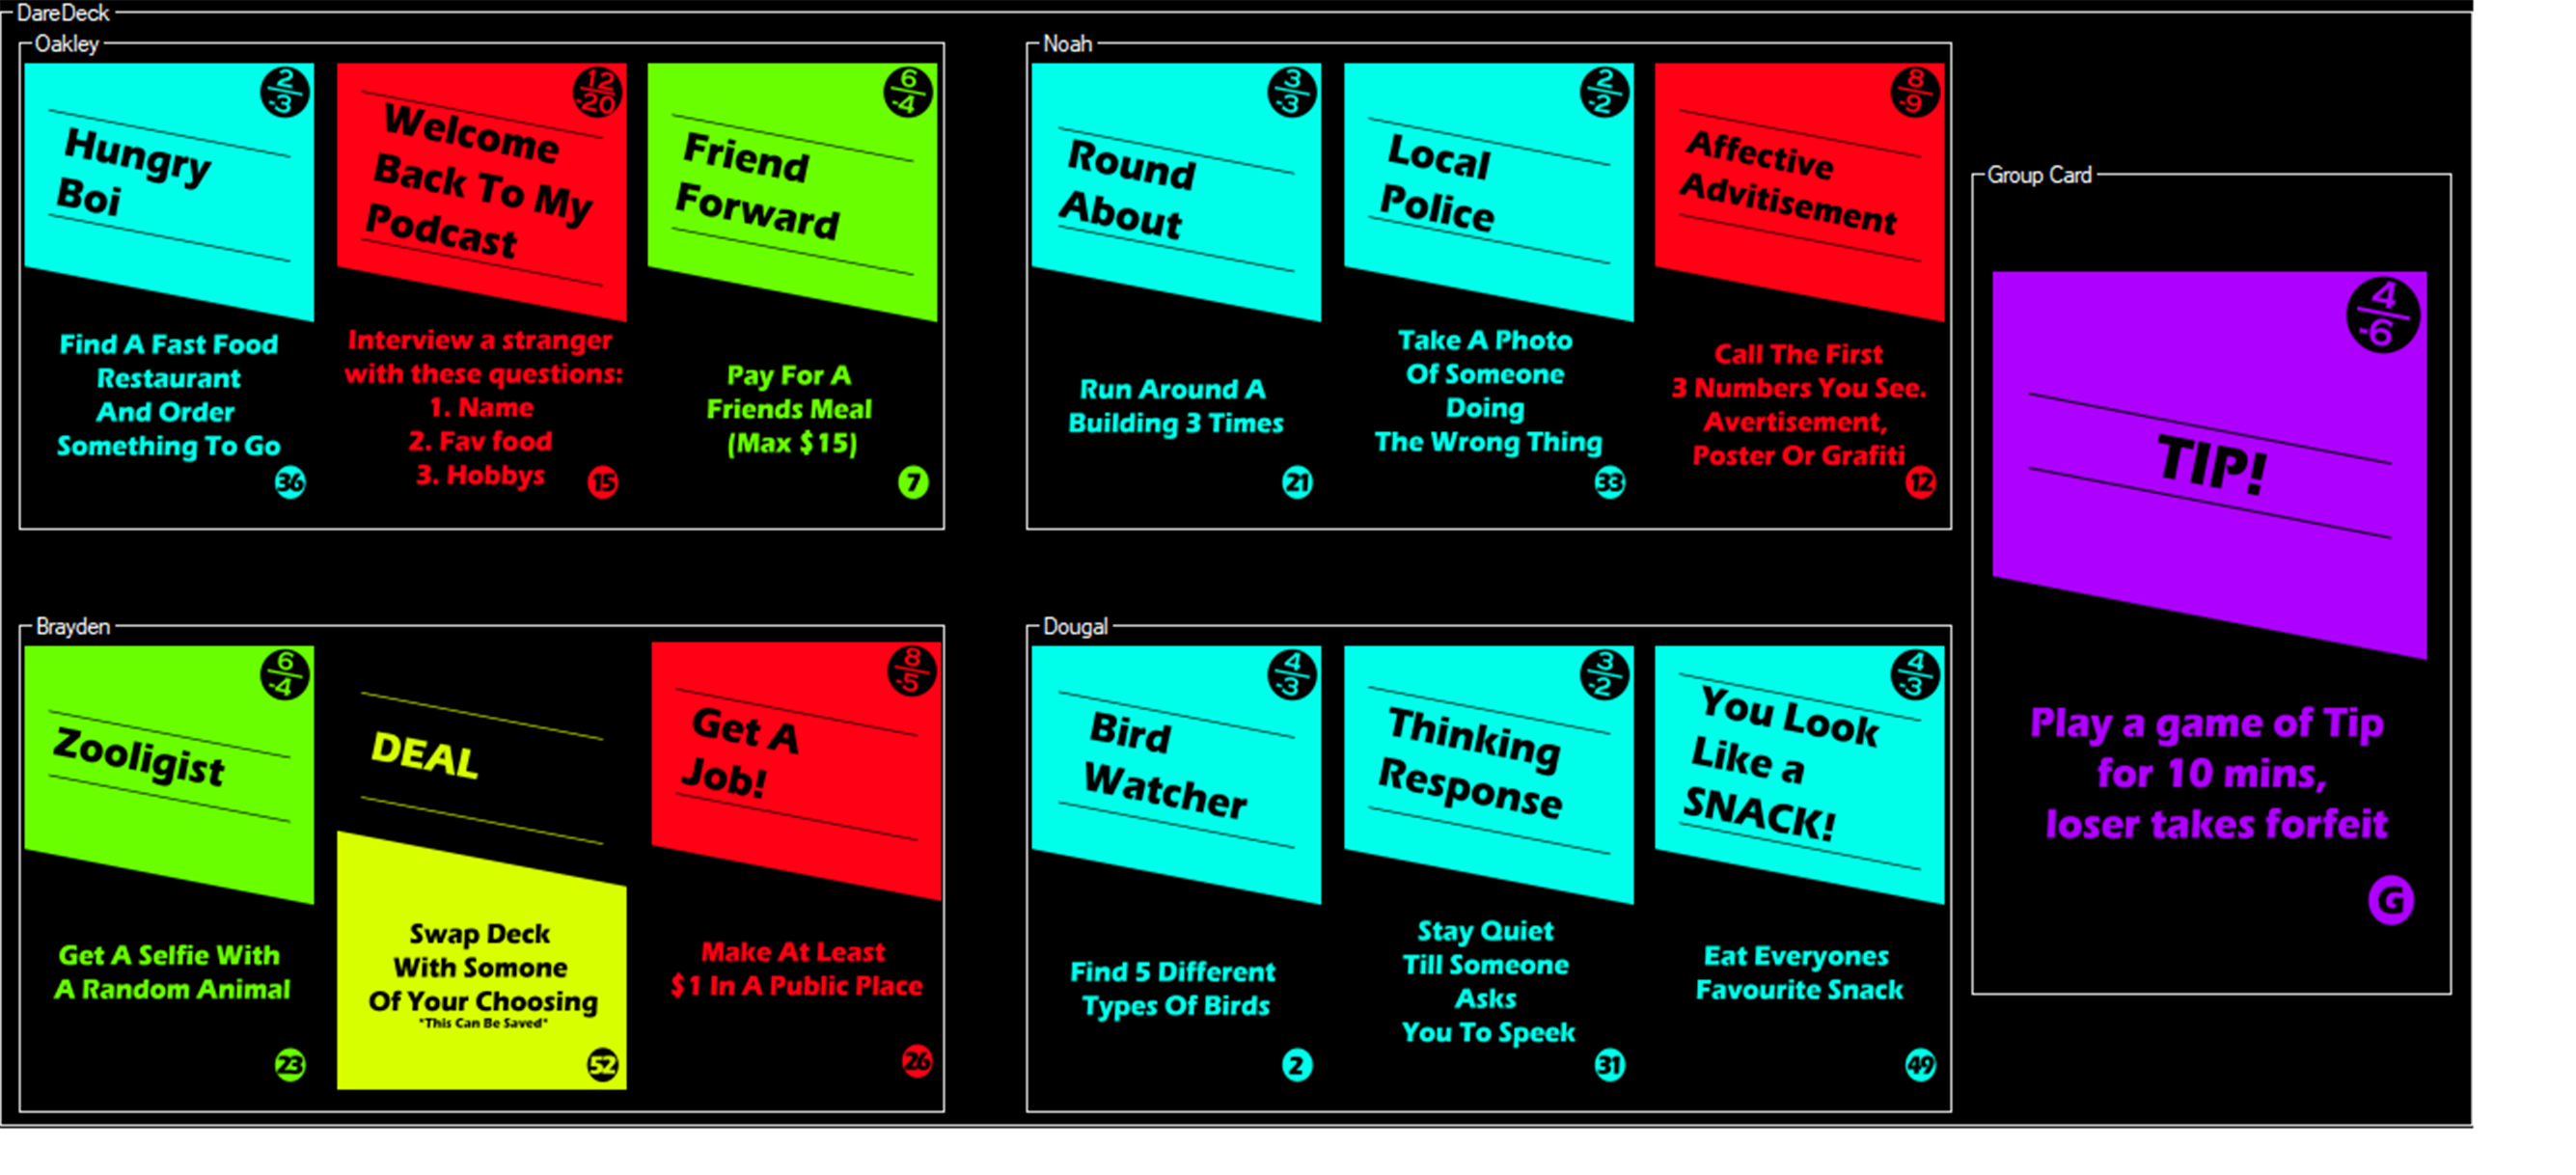 DareDeck
Oakley
2
-3
Hungry
Boi
Find A Fast Food
Restaurant
And Order
Something To Go
36
12
-20
Welcome
Back To My
Podcast
Interview a stranger
with these questions:
1. Name
2. Fav food
3. Hobbys
15
6
-4
Friend
Forward
Pay For A
Friends Meal
(Max $15)
7
Noah
3
-3
Round
About
Run Around A
Building 3 Times
21
2
-2
Local
Police
Take A Photo
Of Someone
Doing
The Wrong Thing
33
8
-9
Affective
Advitisement
Call The First
3 Numbers You See.
Avertisement,
Poster Or Grafiti
12
Brayden
6
-4
Zooligist
Get A Selfie With
A Random Animal
23
DEAL
Swap Deck
With Somone
Of Your Choosing
*This Can Be Saved*
52
8
-5
Get A
Job!
Make At Least
$1 In A Public Place
26
Dougal
4
-3
Bird
Watcher
Find 5 Different
Types Of Birds
2
3
-2
Thinking
Response
Stay Quiet
Till Someone
Asks
You To Speek
31
4
-3
You Look
Like a
SNACK!
Eat Everyones
Favourite Snack
49
Group Card
4
-6
TIP!
Play a game of Tip
for 10 mins,
loser takes forfeit
G